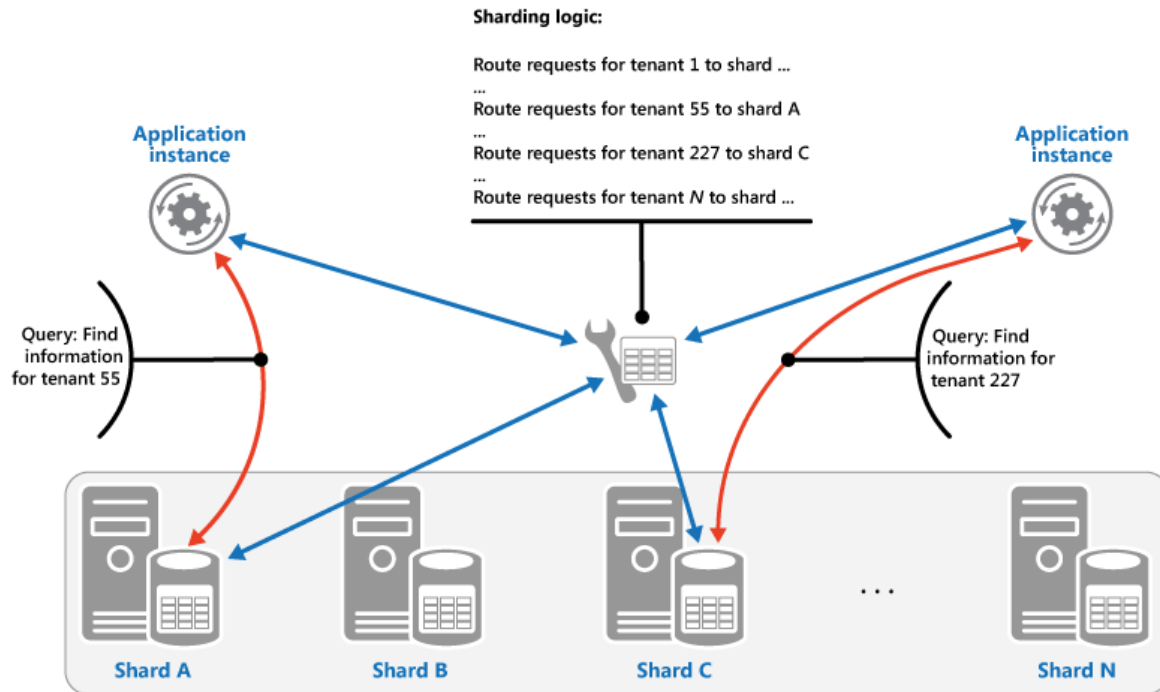 Sharding logic:
Route requests for tenant 1 to shard ...
...
Route requests for tenant 55 to shard A
...
Route requests for tenant 227 to shard C
...
Route requests for tenant N to shard ...
Application
instance
Application
instance
Query: Find
information
for tenant 55
Query: Find
information for
tenant 227
...
Shard A
Shard B
Shard C
Shard N